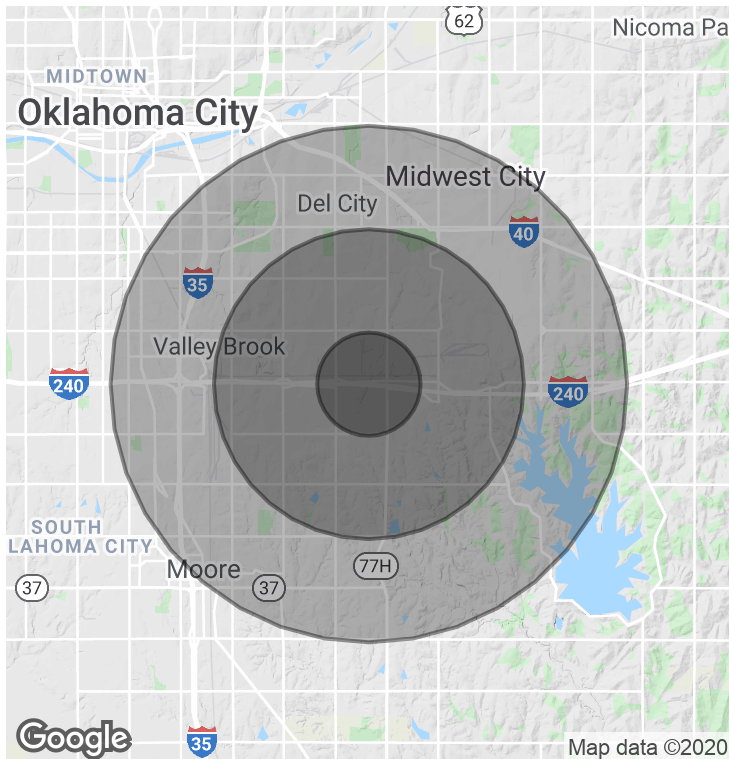 62
Nicoma Pa
MIDTOWN
Oklahoma City
Midwest City
Del City
40
35
Valley Brook
240
240
SOUTH
LAHOMA CITY
Moore
77H
37
37
35
Google
Map data ©2020